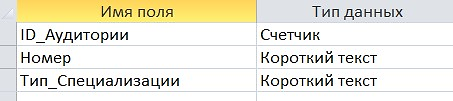 Имя поля Тип данных
ID_Аудитории Счетчик
Номер Короткий текст
Тип_Специализации Короткий текст